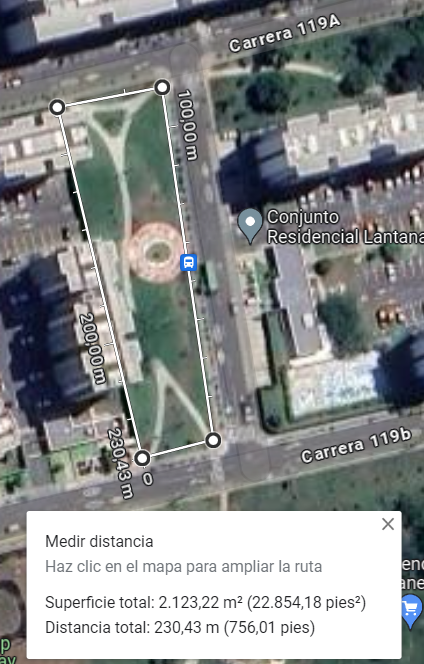 Carrera 119A
100,00 m
Conjunto
Residencial Lantana
200,00 m
Carrera 119b
230,43 m
0
Medir distancia
Haz clic en el mapa para ampliar la ruta
Superficie total: 2.123,22 m² (22.854,18 pies²)
Distancia total: 230,43 m (756,01 pies)